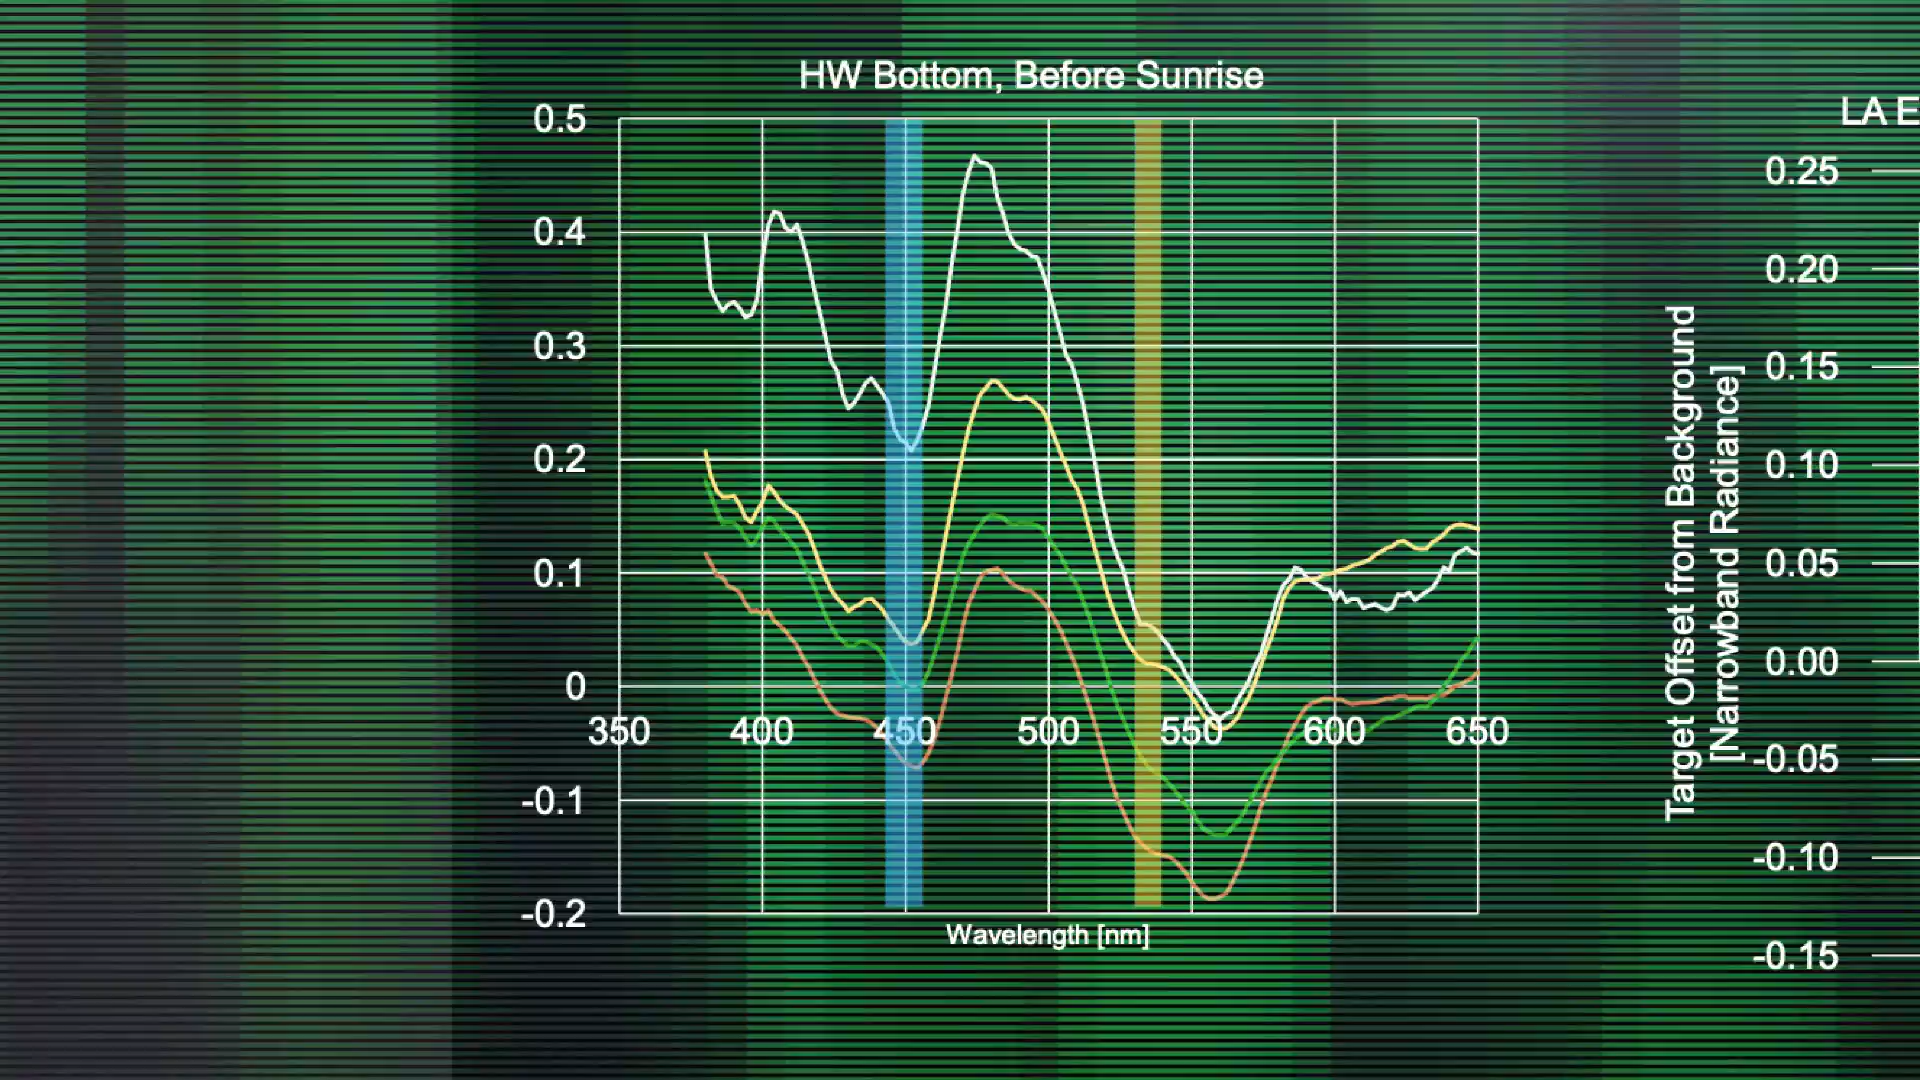 HW Bottom, Before Sunrise
0.5
0.4
0.3
0.2
0.1
0
-0.1
-0.2
350 400 450 500 550 600 650
Wavelength [nm]
LA E
Target Offset from Background
[Narrowband Radiance]
0.25
0.20
0.15
0.10
0.05
0.00
-0.05
-0.10
-0.15